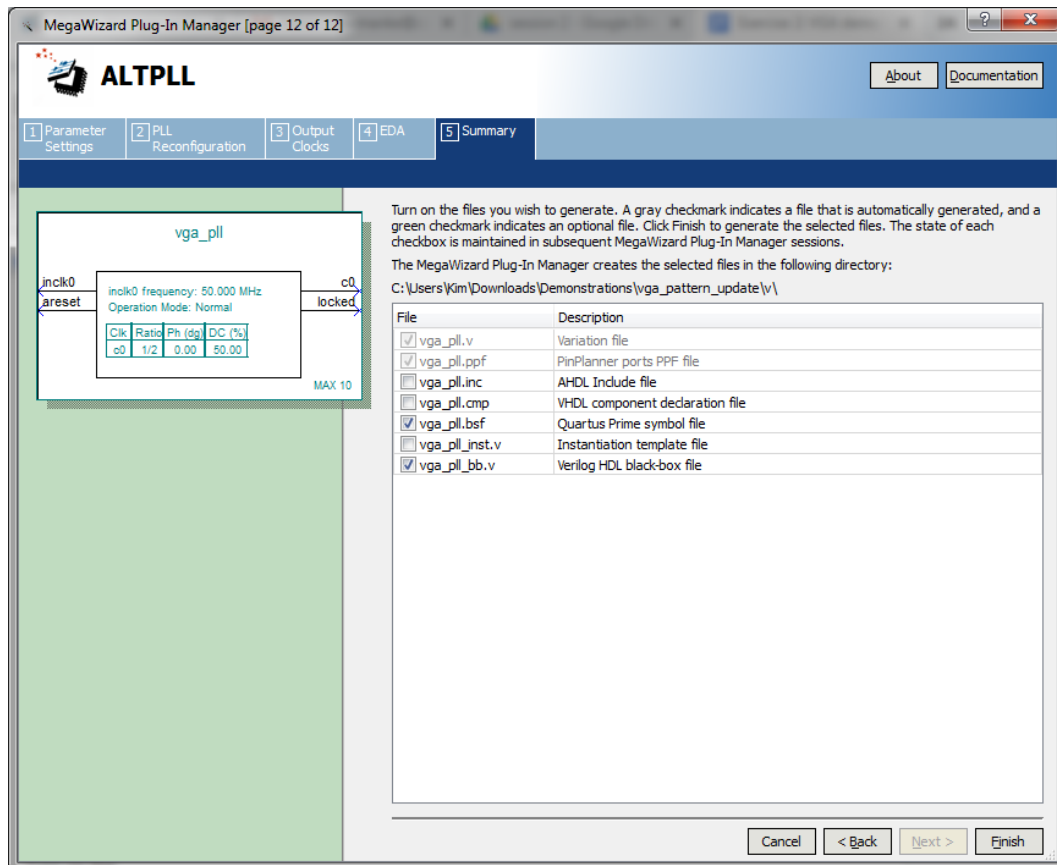 MegaWizard Plug-In Manager [page 12 of 12]
?
X
ALTPLL
About
Documentation
1 Parameter Settings
2 PLL Reconfiguration
3 Output Clocks
4 EDA
5 Summary
vga_pll
inclk0
areset
c0
locked
inclk0 frequency: 50.000 MHz
Operation Mode: Normal
Clk Ratio Ph (dg) DC (%)
c0 1/2 0.00 50.00
MAX 10
Turn on the files you wish to generate. A gray checkmark indicates a file that is automatically generated, and a
green checkmark indicates an optional file. Click Finish to generate the selected files. The state of each
checkbox is maintained in subsequent MegaWizard Plug-In Manager sessions.
The MegaWizard Plug-In Manager creates the selected files in the following directory:
C:\Users\Kim\Downloads\Demonstrations\vga_pattern_update\v\
File Description
vga_pll.v Variation file
vga_pll.ppf PinPlanner ports PPF file
vga_pll.inc AHDL Include file
vga_pll.cmp VHDL component declaration file
vga_pll.bsf Quartus Prime symbol file
vga_pll_inst.v Instantiation template file
vga_pll_bb.v Verilog HDL black-box file
Cancel
< Back
Next >
Finish